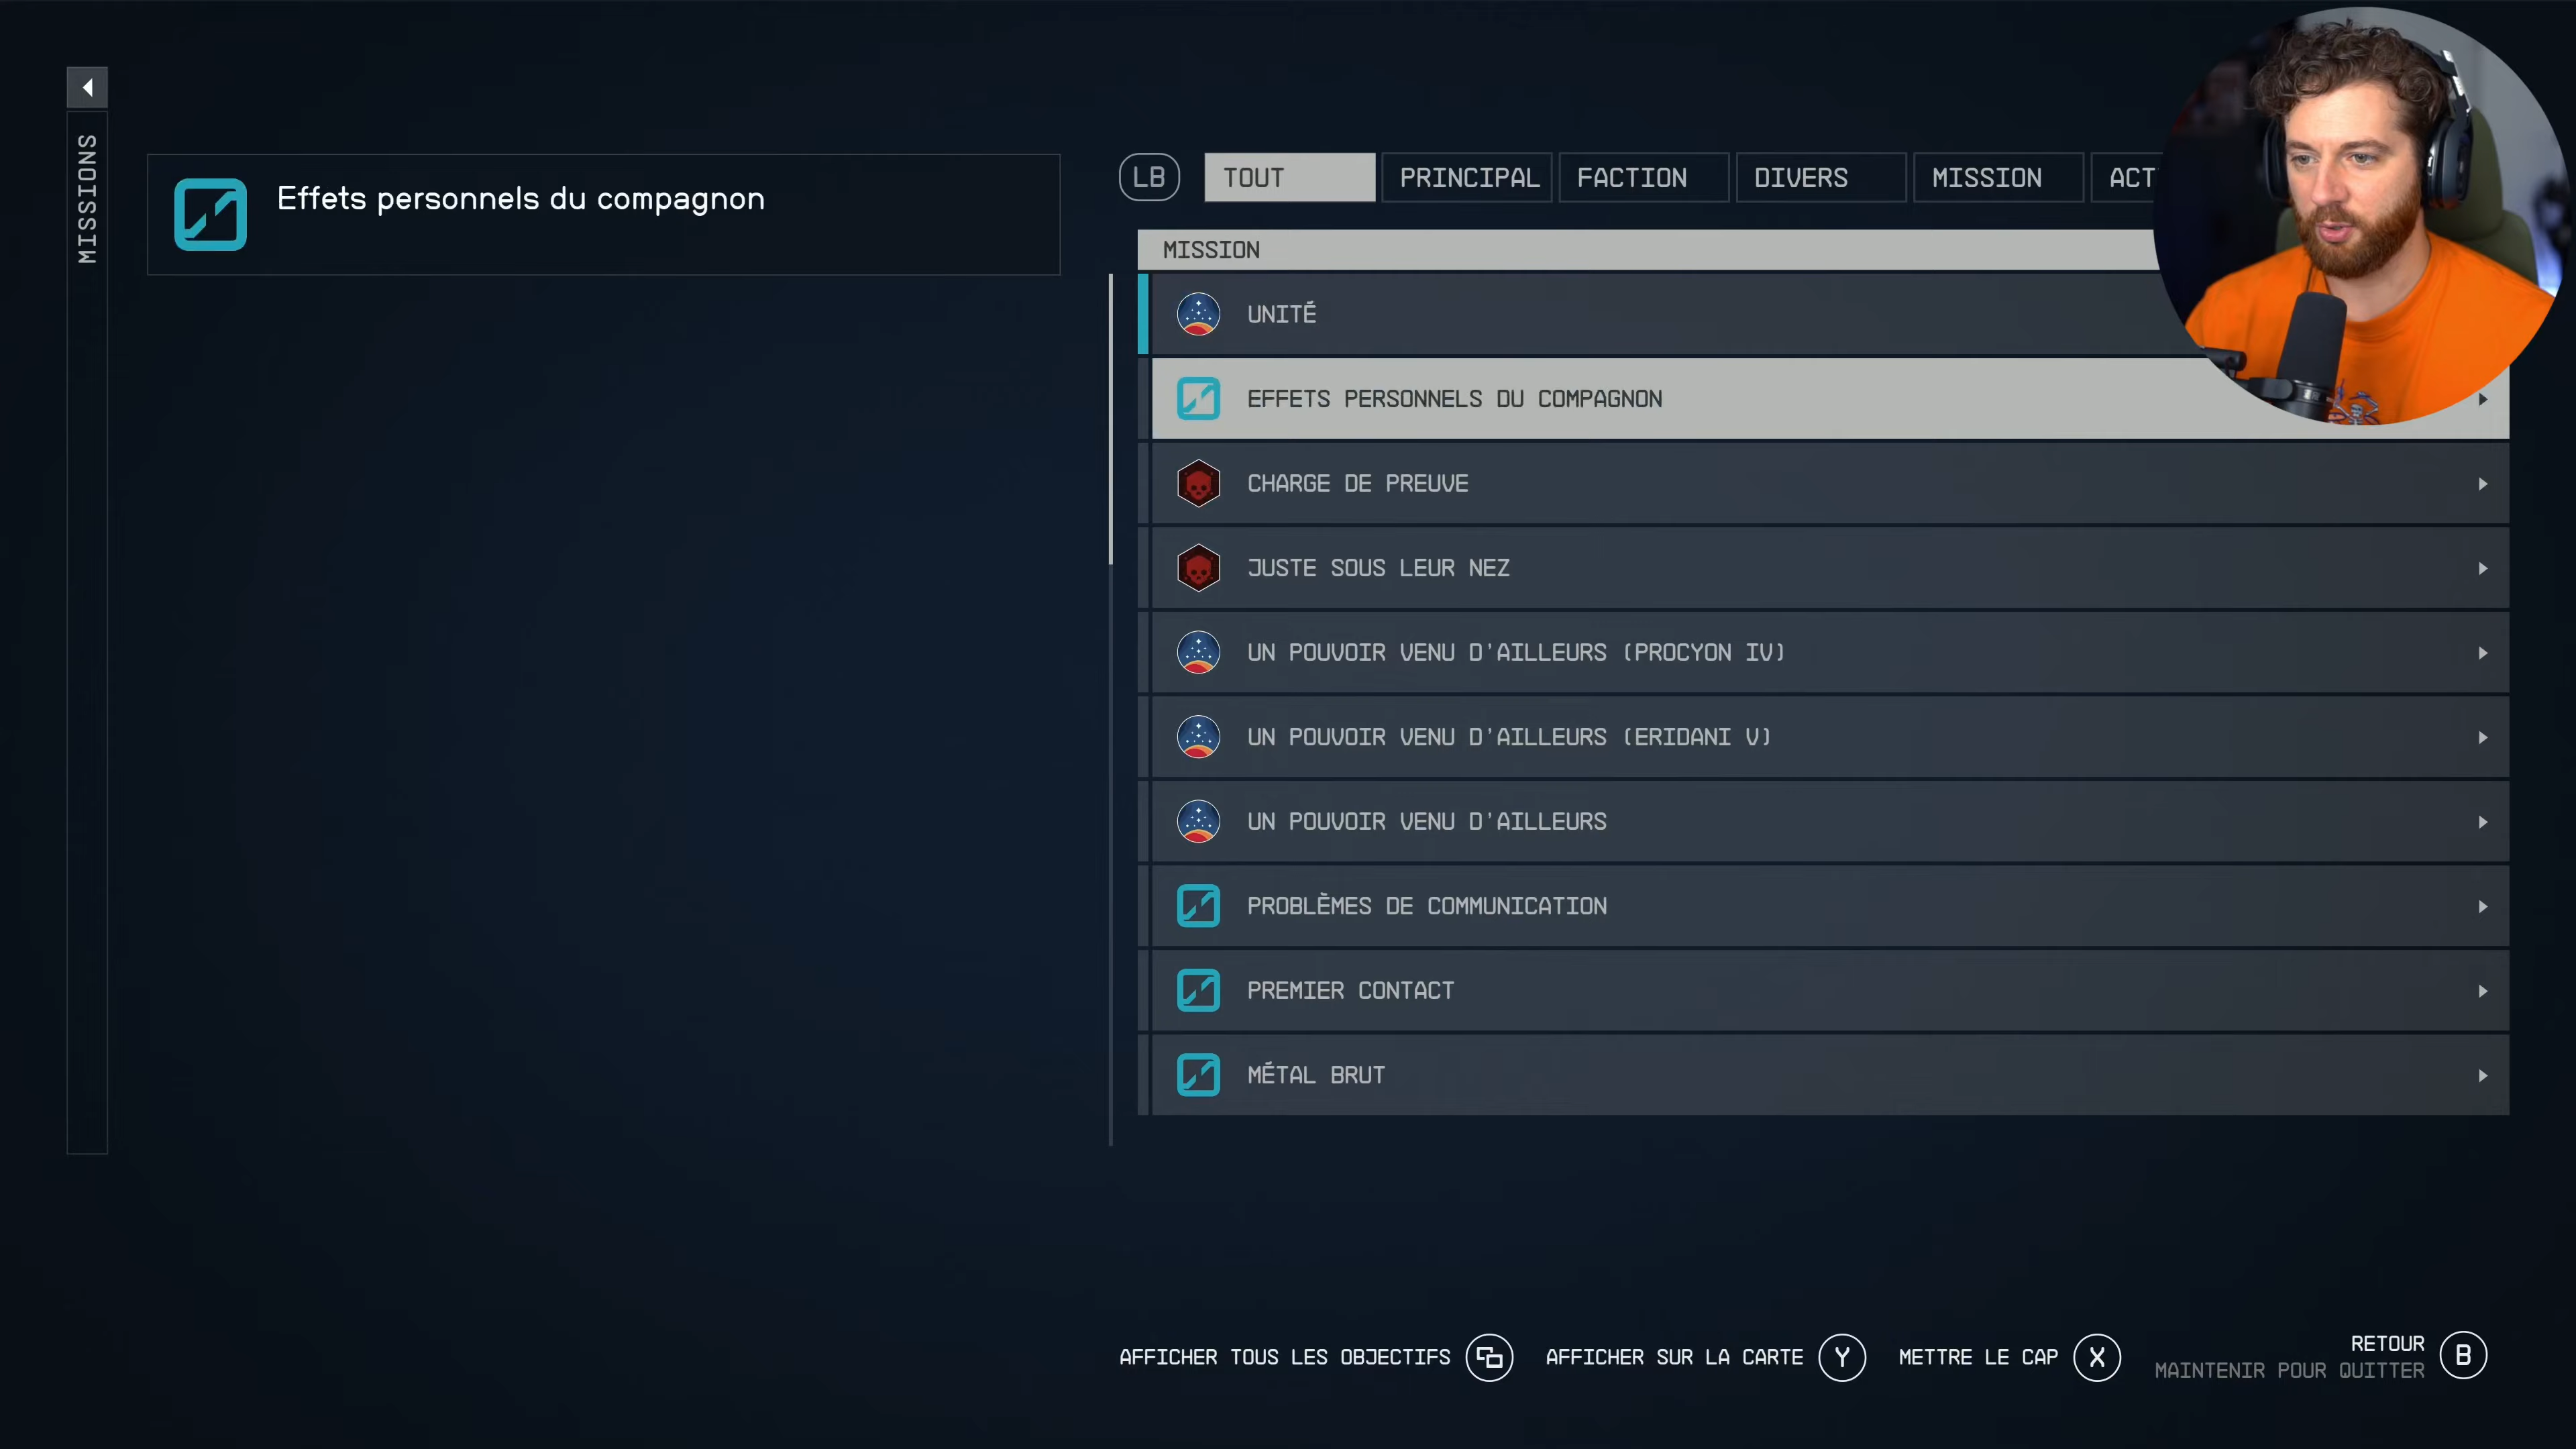 MISSIONS
Effets personnels du compagnon
LB
TOUT
PRINCIPAL
FACTION
DIVERS
MISSION
ACT
MISSION
UNITÉ
EFFETS PERSONNELS DU COMPAGNON
CHARGE DE PREUVE
JUSTE SOUS LEUR NEZ
UN POUVOIR VENU D'AILLEURS (PROCYON IV)
UN POUVOIR VENU D'AILLEURS (ERIDANI V)
UN POUVOIR VENU D'AILLEURS
PROBLÈMES DE COMMUNICATION
PREMIER CONTACT
MÉTAL BRUT
AFFICHER TOUS LES OBJECTIFS
AFFICHER SUR LA CARTE Y
METTRE LE CAP X
RETOUR B
MAINTENIR POUR QUITTER